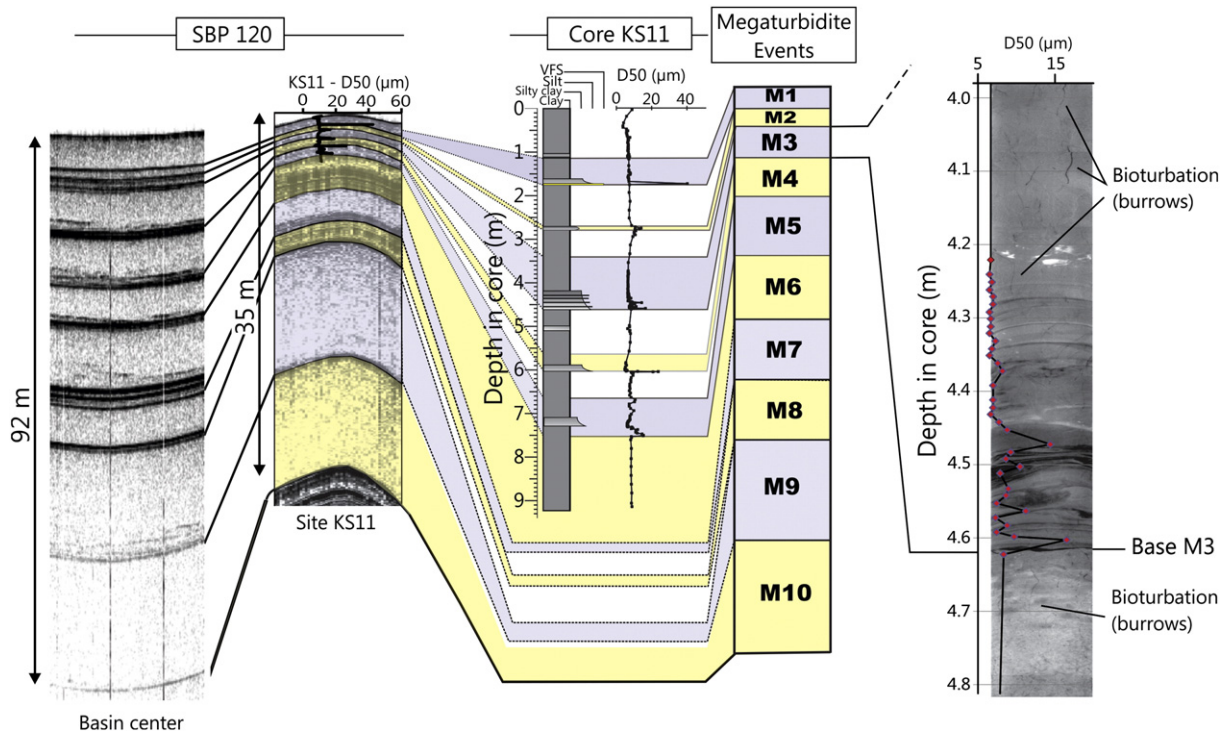 SBP 120
KS11 - D50 (µm)
0 20 40 60
92 m
35 m
Basin center
Site KS11
Core KS11
VFS
Silt
Silty clay
Clay
D50 (µm)
0 20 40
Depth in core (m)
0
1
2
3
4
5
6
7
8
9
Megaturbidite
Events
M1
M2
M3
M4
M5
M6
M7
M8
M9
M10
D50 (µm)
5 15
Depth in core (m)
4.0
4.1
4.2
4.3
4.4
4.5
4.6
4.7
4.8
Bioturbation
(burrows)
Base M3
Bioturbation
(burrows)